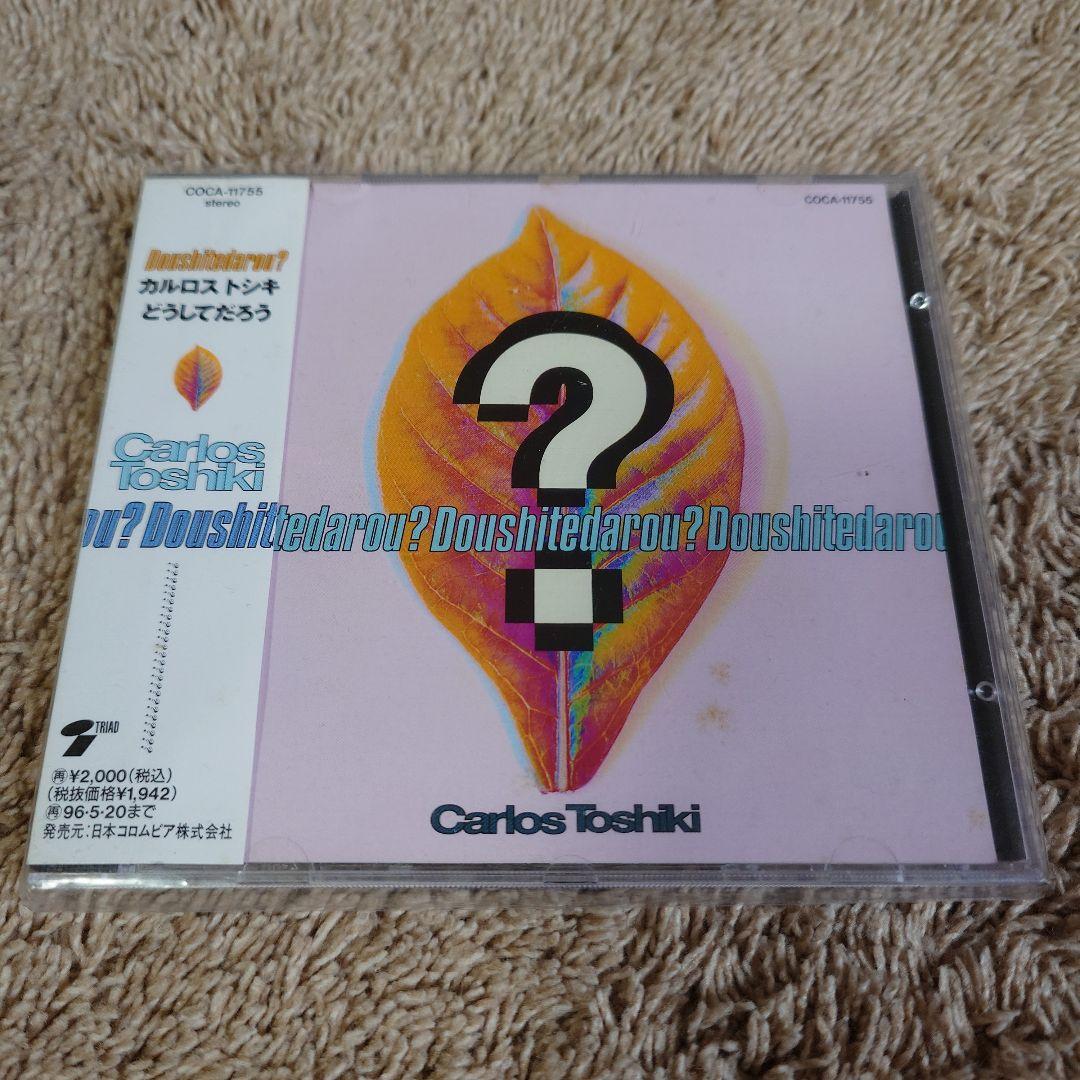 COCA-11755
stereo
Doushitedarou?
カルロス トシキ
どうしてだろう
Carlos
Toshiki
ou? Doushitedarou? Doushitedarou? Doushitedarou
TRIAD
再¥2,000(税込)
(税抜価格¥1,942)
再96・5・20まで
発売元:日本コロムビア株式会社
COCA-11755
?
Carlos Toshiki